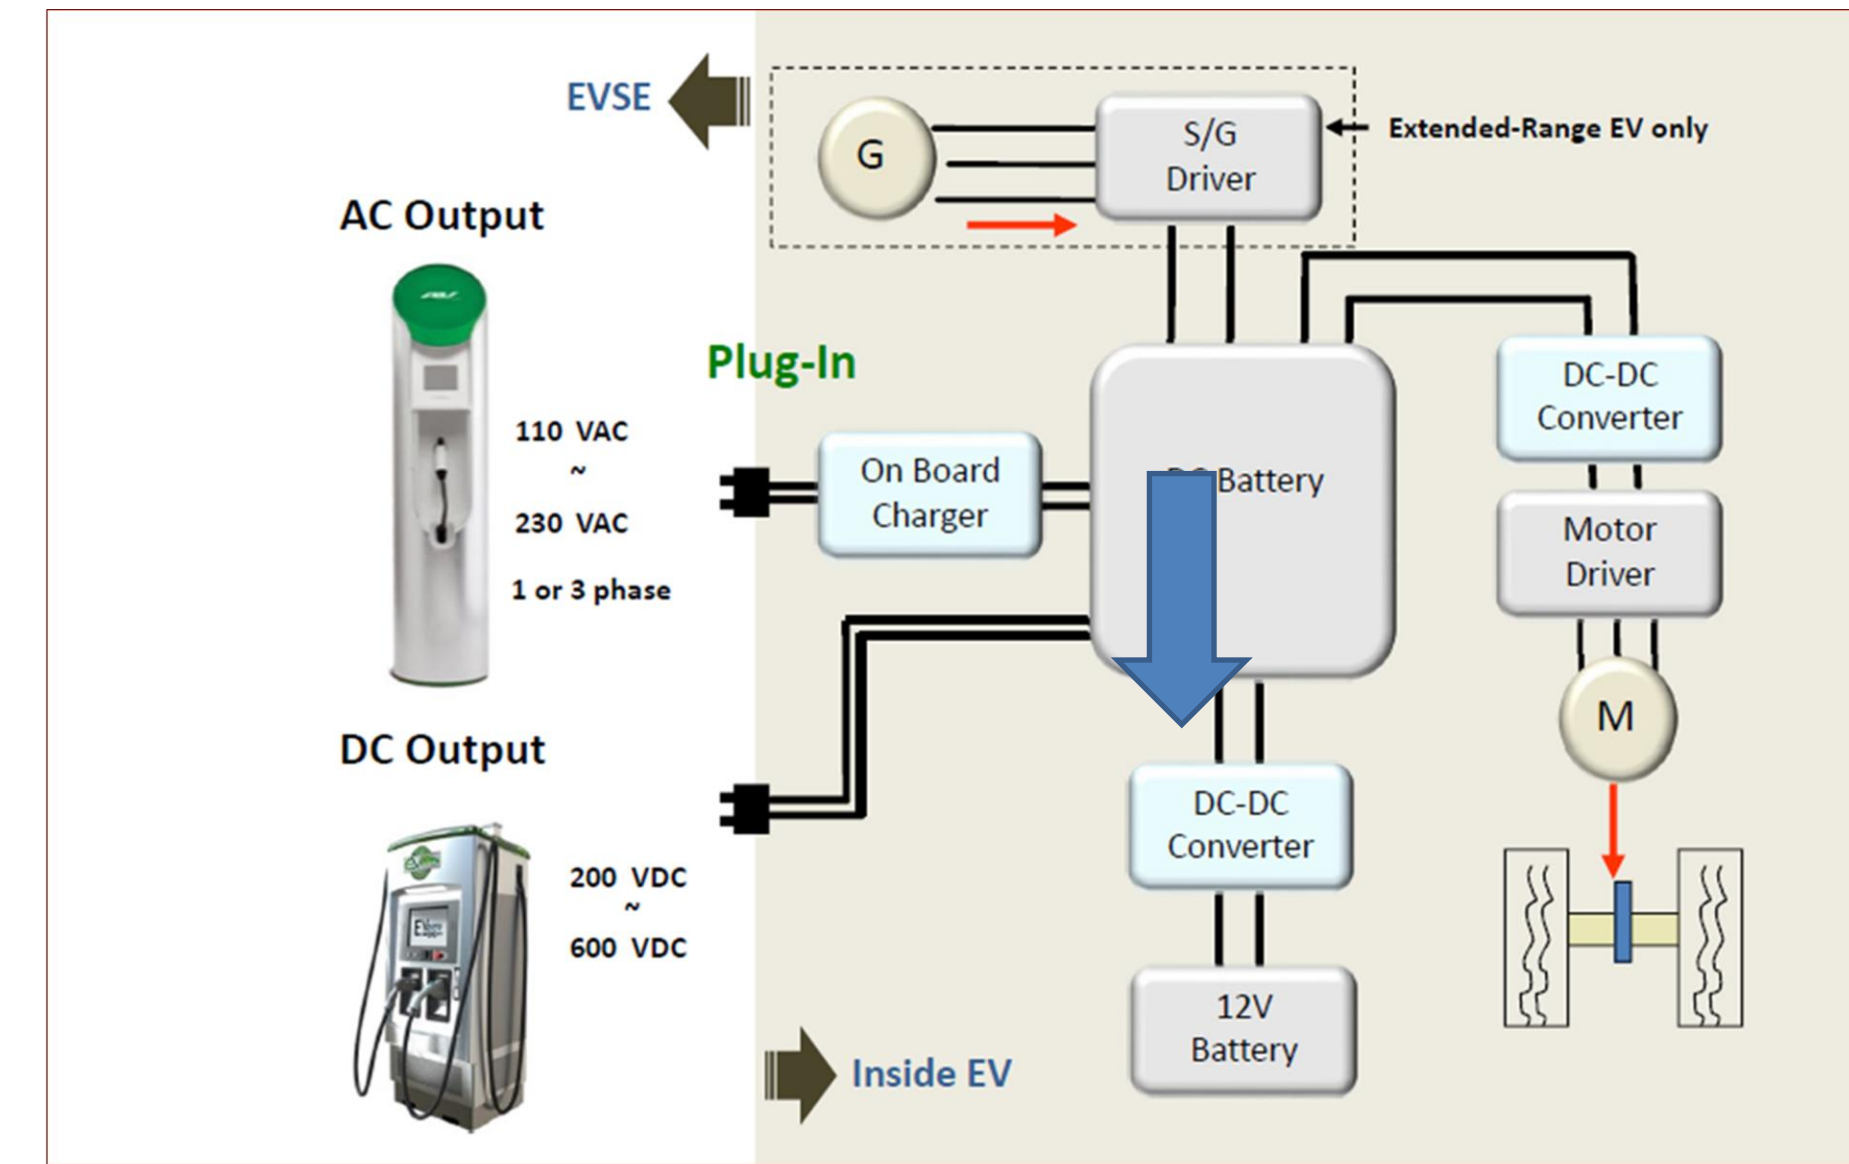 EVSE
G
S/G
Driver
Extended-Range EV only
AC Output
Plug-In
110 VAC
~
230 VAC
1 or 3 phase
On Board
Charger
Battery
DC-DC
Converter
Motor
Driver
M
DC Output
200 VDC
~
600 VDC
DC-DC
Converter
12V
Battery
Inside EV